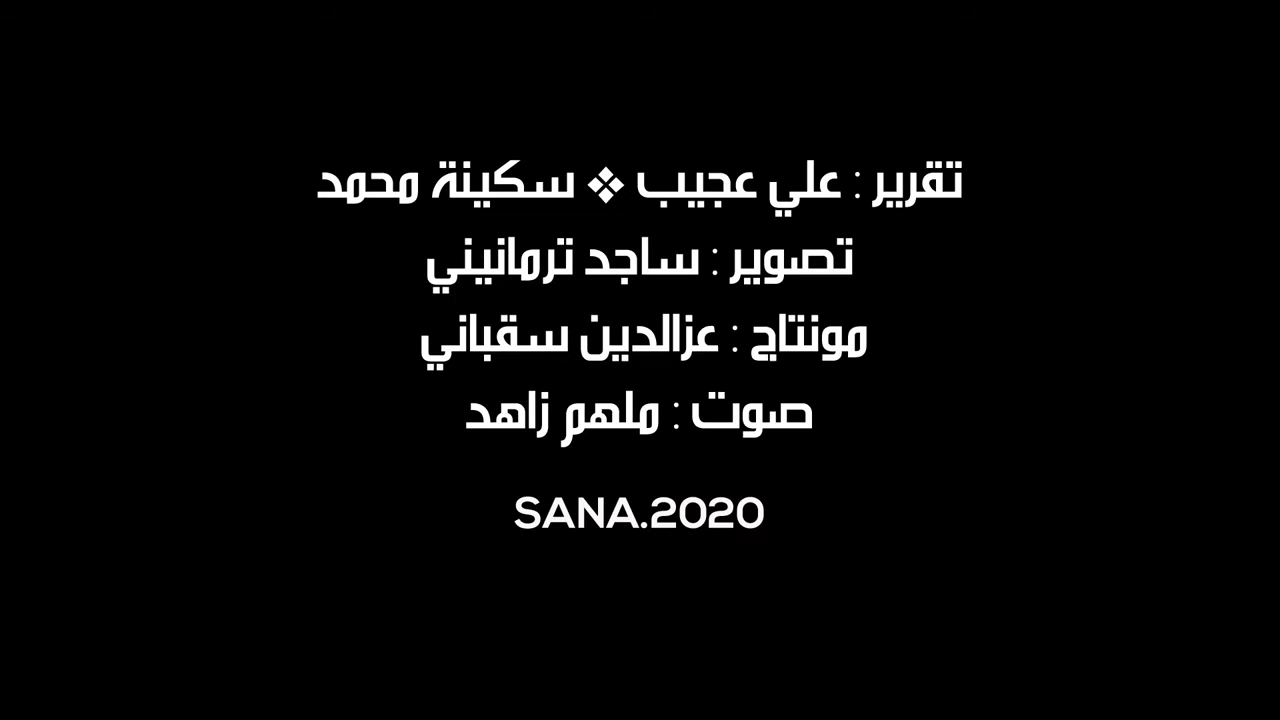 تقرير : علي عجيب ❖ سكينة محمد
تصوير : ساجد ترمانيني
مونتاج : عزالدين سقباني
صوت : ملهم زاهد
SANA.2020